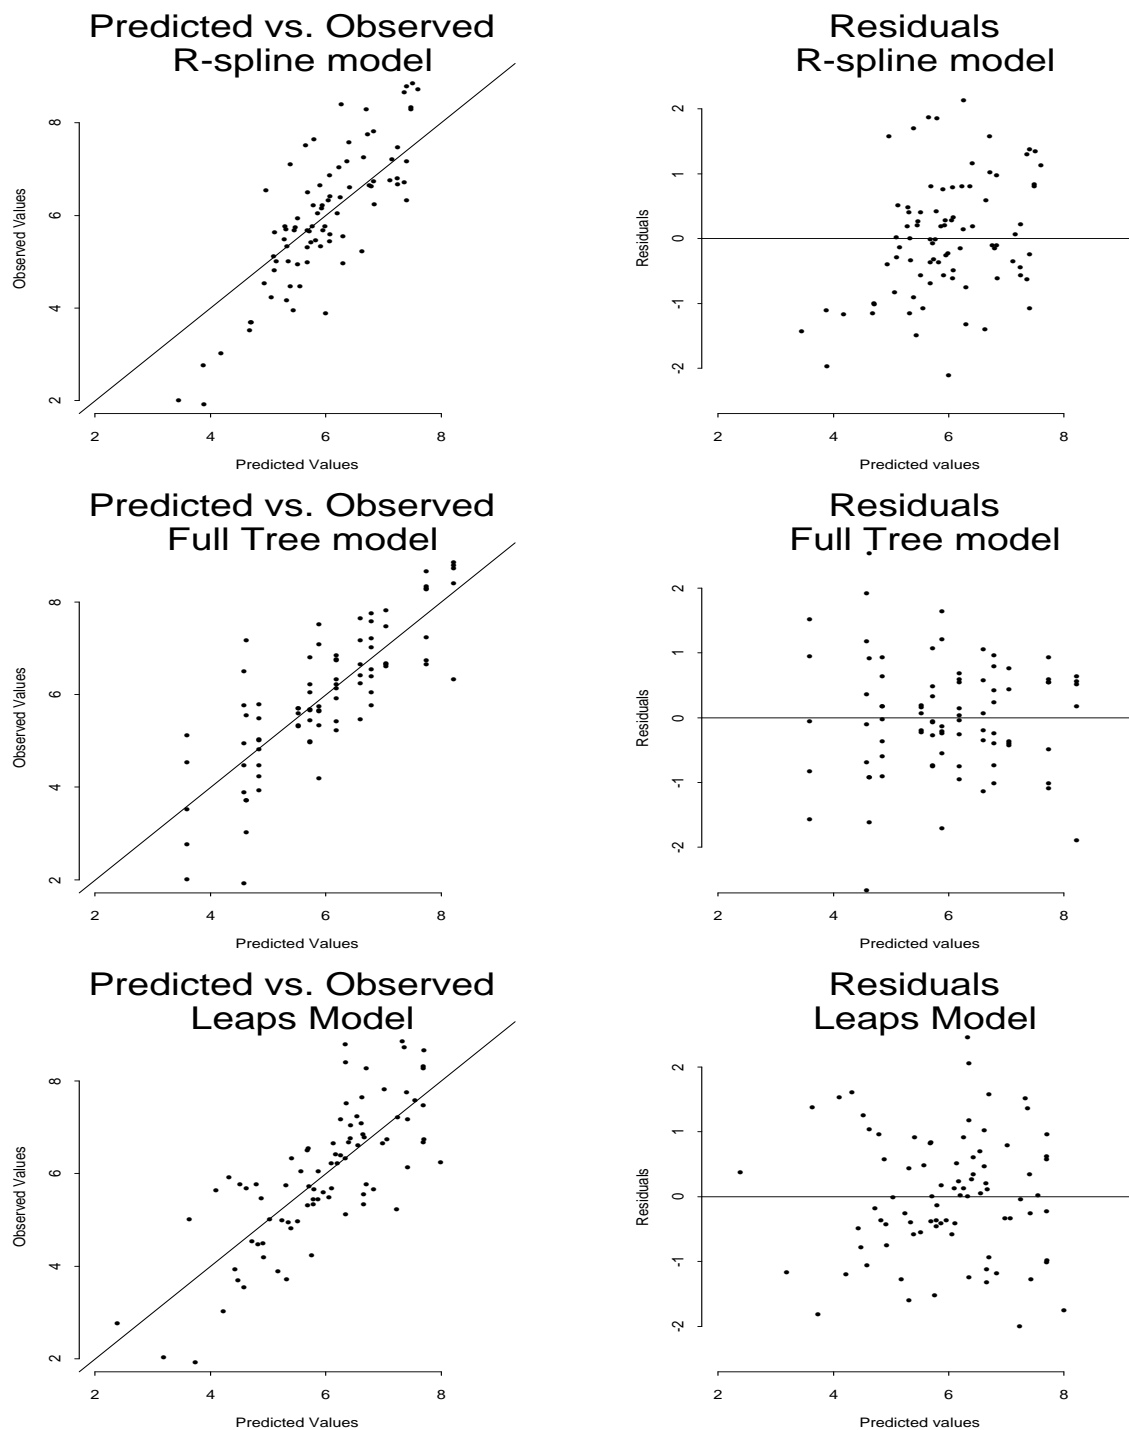 Predicted vs. Observed
R-spline model
Observed Values
8
6
4
2
2 4 6 8
Predicted Values
Residuals
R-spline model
Residuals
2
1
0
-1
-2
2 4 6 8
Predicted values
Predicted vs. Observed
Full Tree model
Observed Values
8
6
4
2
2 4 6 8
Predicted Values
Residuals
Full Tree model
Residuals
2
1
0
-1
-2
2 4 6 8
Predicted values
Predicted vs. Observed
Leaps Model
Observed Values
8
6
4
2
2 4 6 8
Predicted Values
Residuals
Leaps Model
Residuals
2
1
0
-1
-2
2 4 6 8
Predicted values